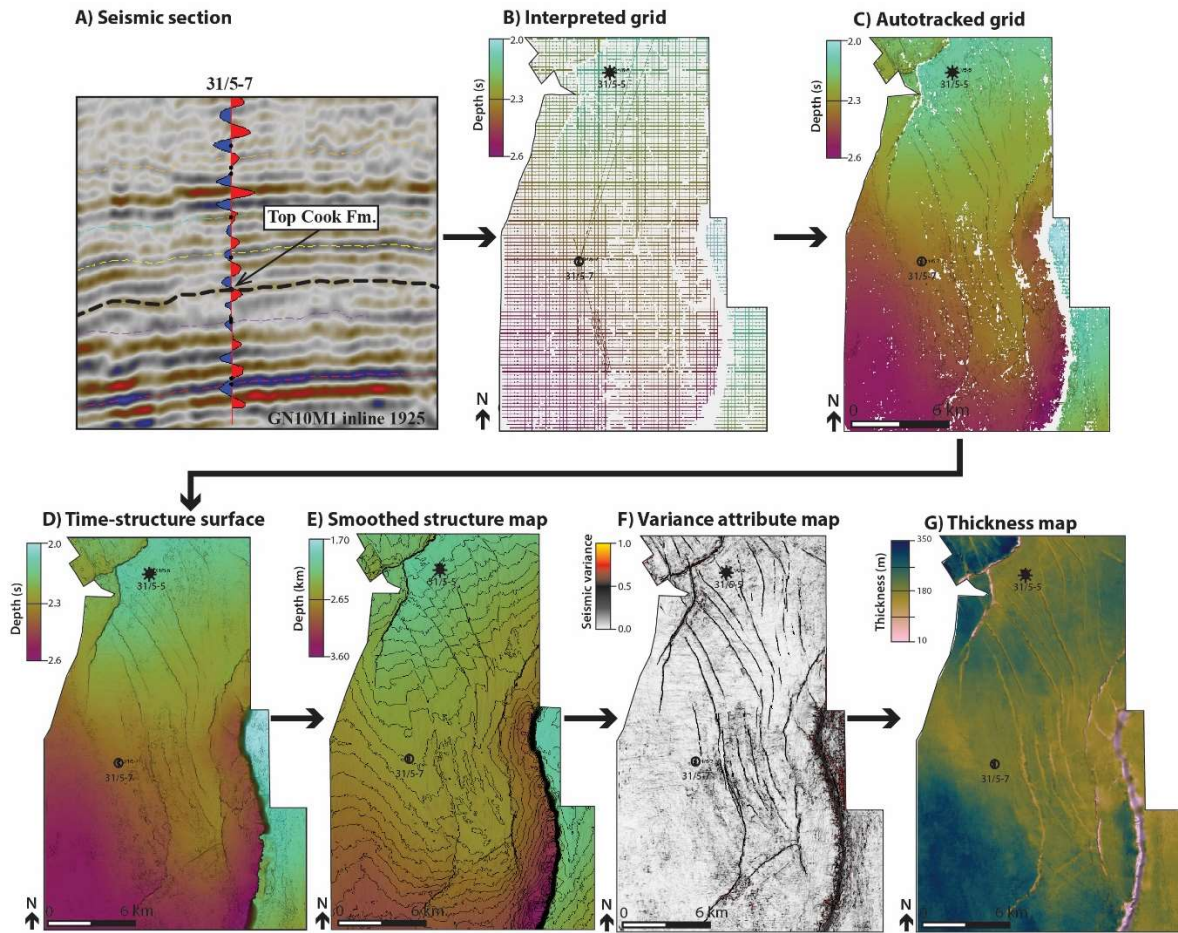 A) Seismic section
31/5-7
Top Cook Fm.
GN10M1 inline 1925
B) Interpreted grid
2.0
2.3
2.6
Depth (s)
31/5-5
31/5-7
N
C) Autotracked grid
2.0
2.3
2.6
Depth (s)
31/5-5
31/5-7
N
0
6 km
D) Time-structure surface
2.0
2.3
2.6
Depth (s)
31/5-5
31/5-7
N
0
6 km
E) Smoothed structure map
1.70
2.65
3.60
Depth (km)
31/5-5
31/5-7
N
0
6 km
F) Variance attribute map
1.0
0.5
0.0
Seismic variance
31/5-5
31/5-7
N
0
6 km
G) Thickness map
350
180
10
Thickness (m)
31/5-5
31/5-7
N
0
6 km